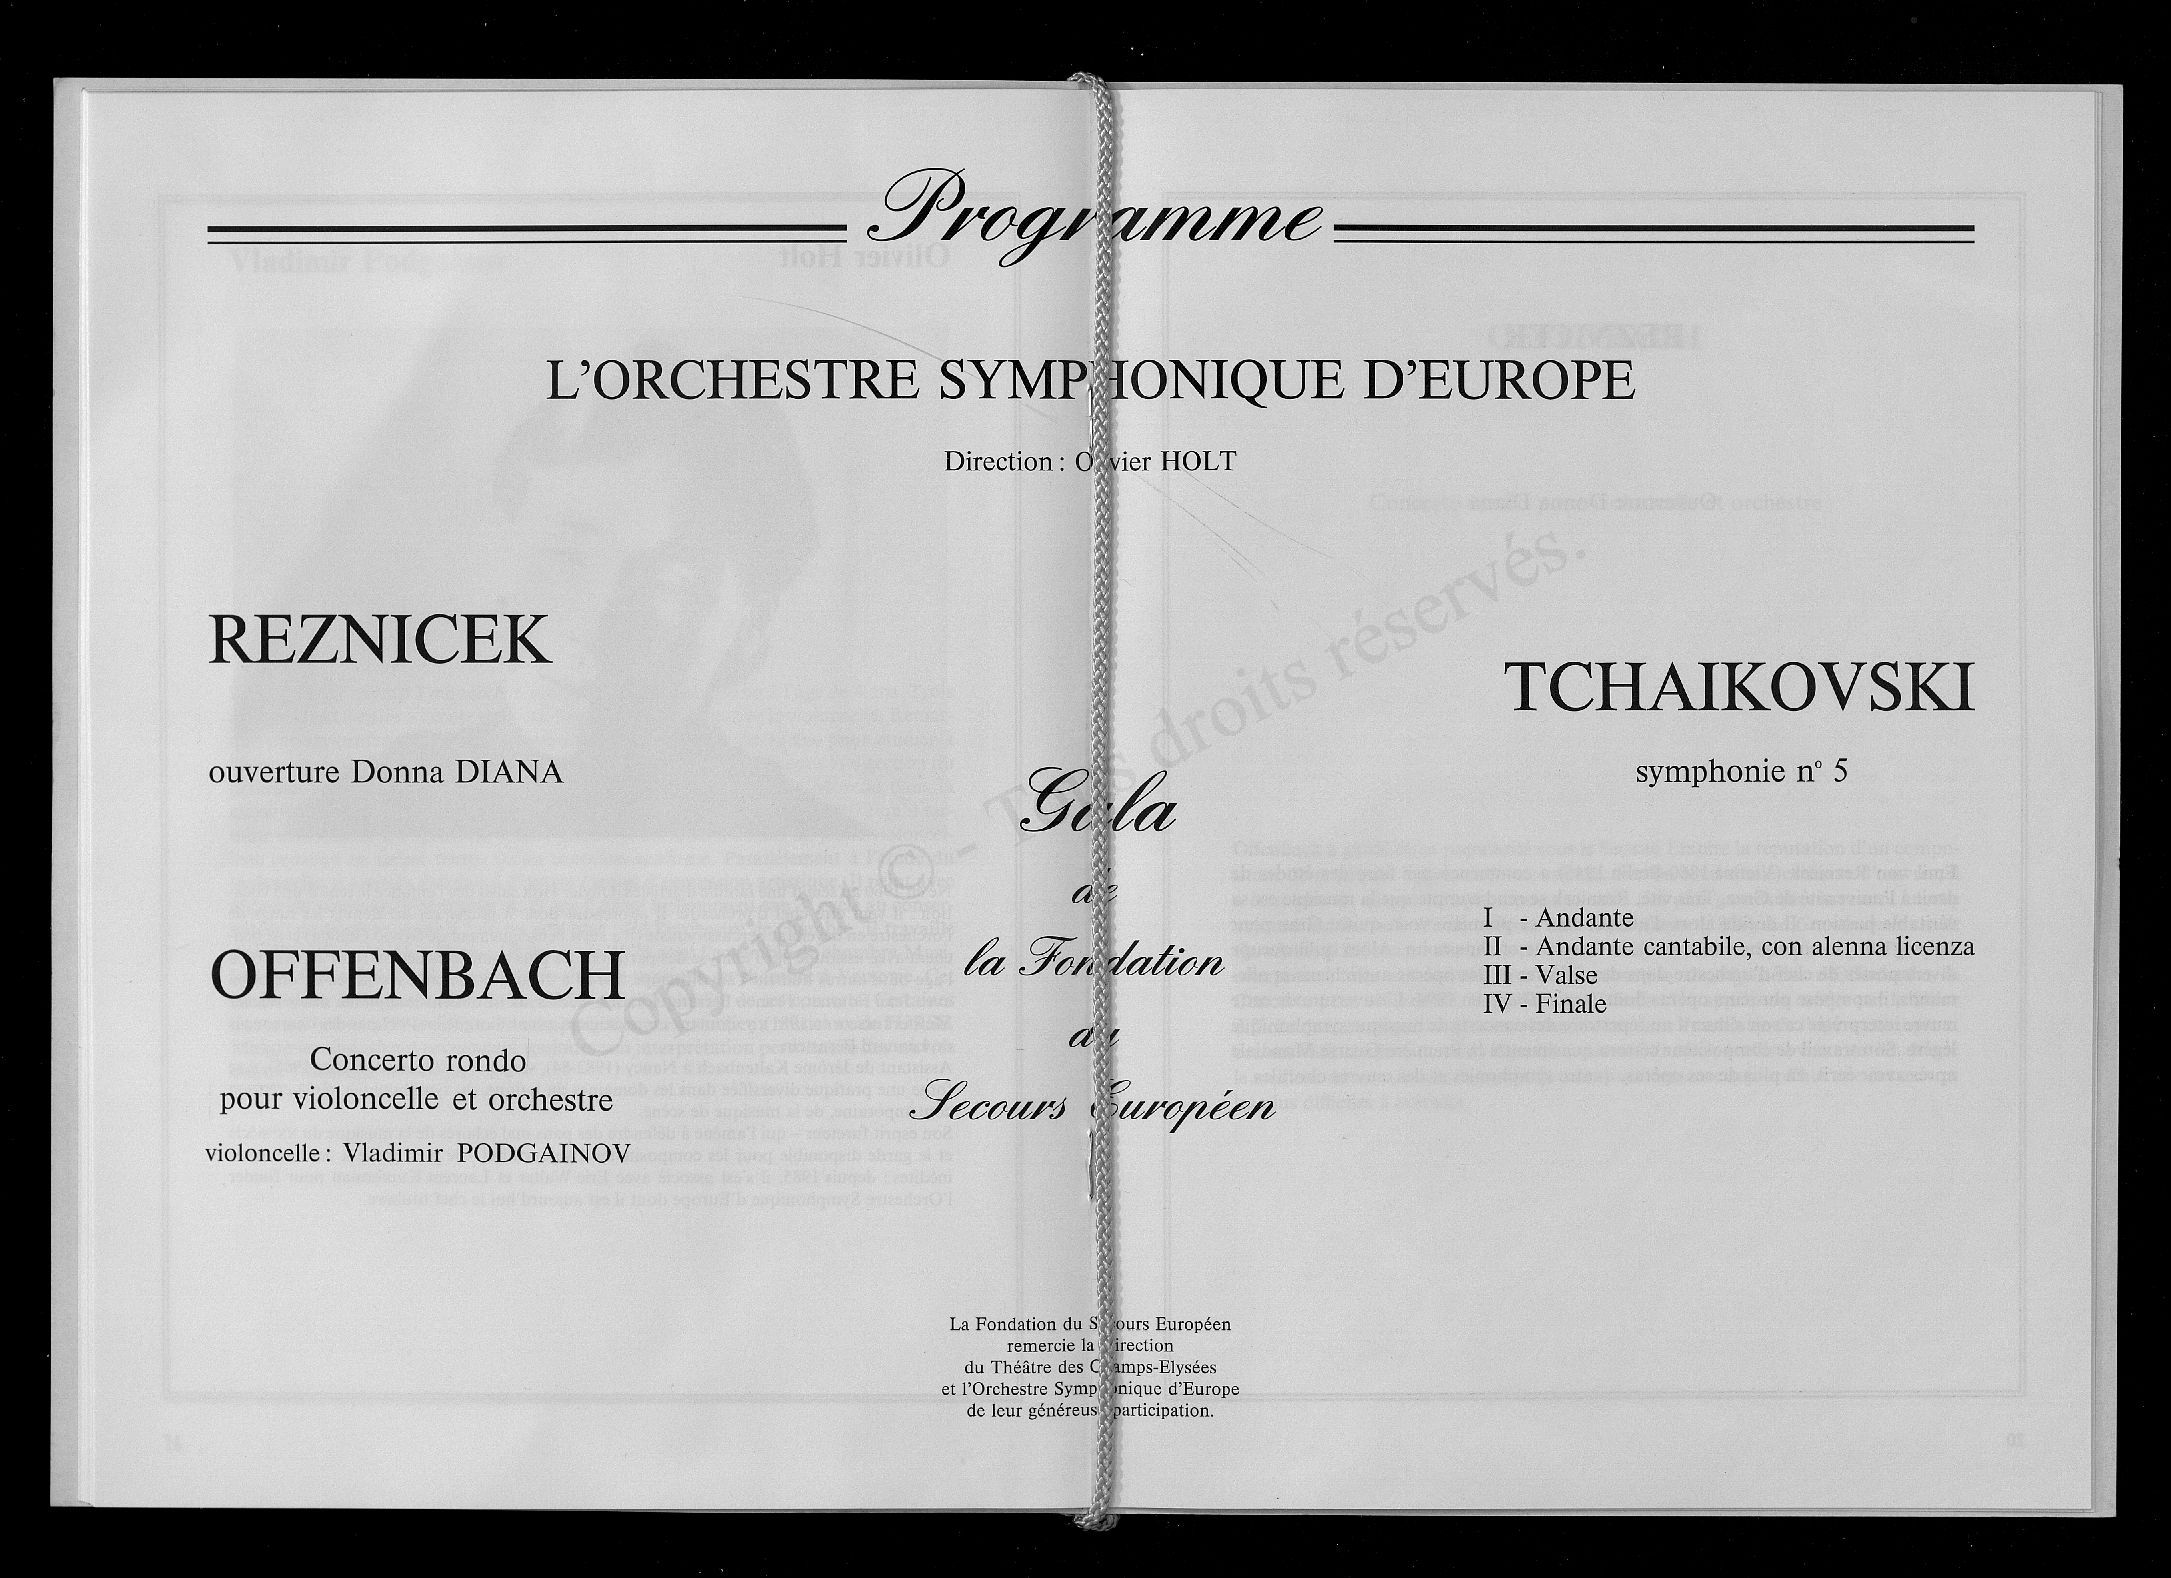 Programme
L'ORCHESTRE SYMPHONIQUE D'EUROPE
Direction : Olivier HOLT
REZNICEK
ouverture Donna DIANA
OFFENBACH
Concerto rondo
pour violoncelle et orchestre
violoncelle : Vladimir PODGAINOV
Gala
de
la Fondation
du
Secours Européen
TCHAIKOVSKI
symphonie n° 5
I - Andante
II - Andante cantabile, con alenna licenza
III - Valse
IV - Finale
La Fondation du Secours Européen
remercie la Direction
du Théâtre des Champs-Elysées
et l'Orchestre Symphonique d'Europe
de leur généreuse participation.
Copyright © - Tous droits réservés.